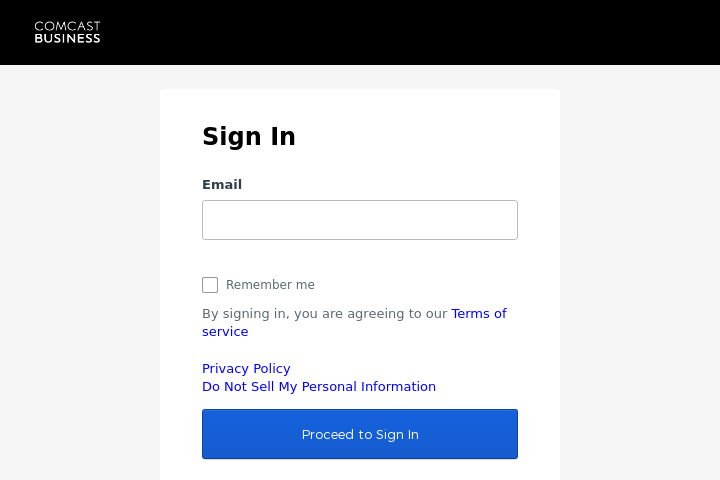 COMCAST
BUSINESS
Sign In
Email
Remember me
By signing in, you are agreeing to our Terms of
service
Privacy Policy
Do Not Sell My Personal Information
Proceed to Sign In